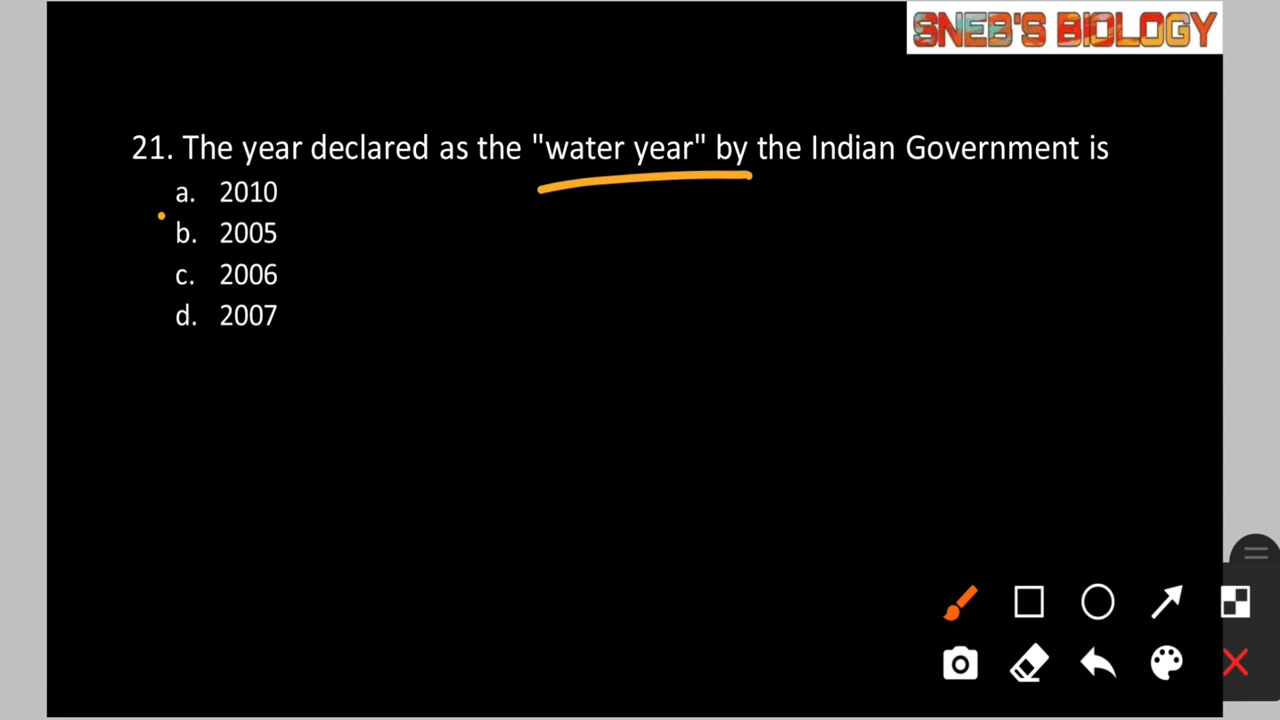 SNEB'S BIOLOGY
21. The year declared as the "water year" by the Indian Government is
a. 2010
b. 2005
c. 2006
d. 2007